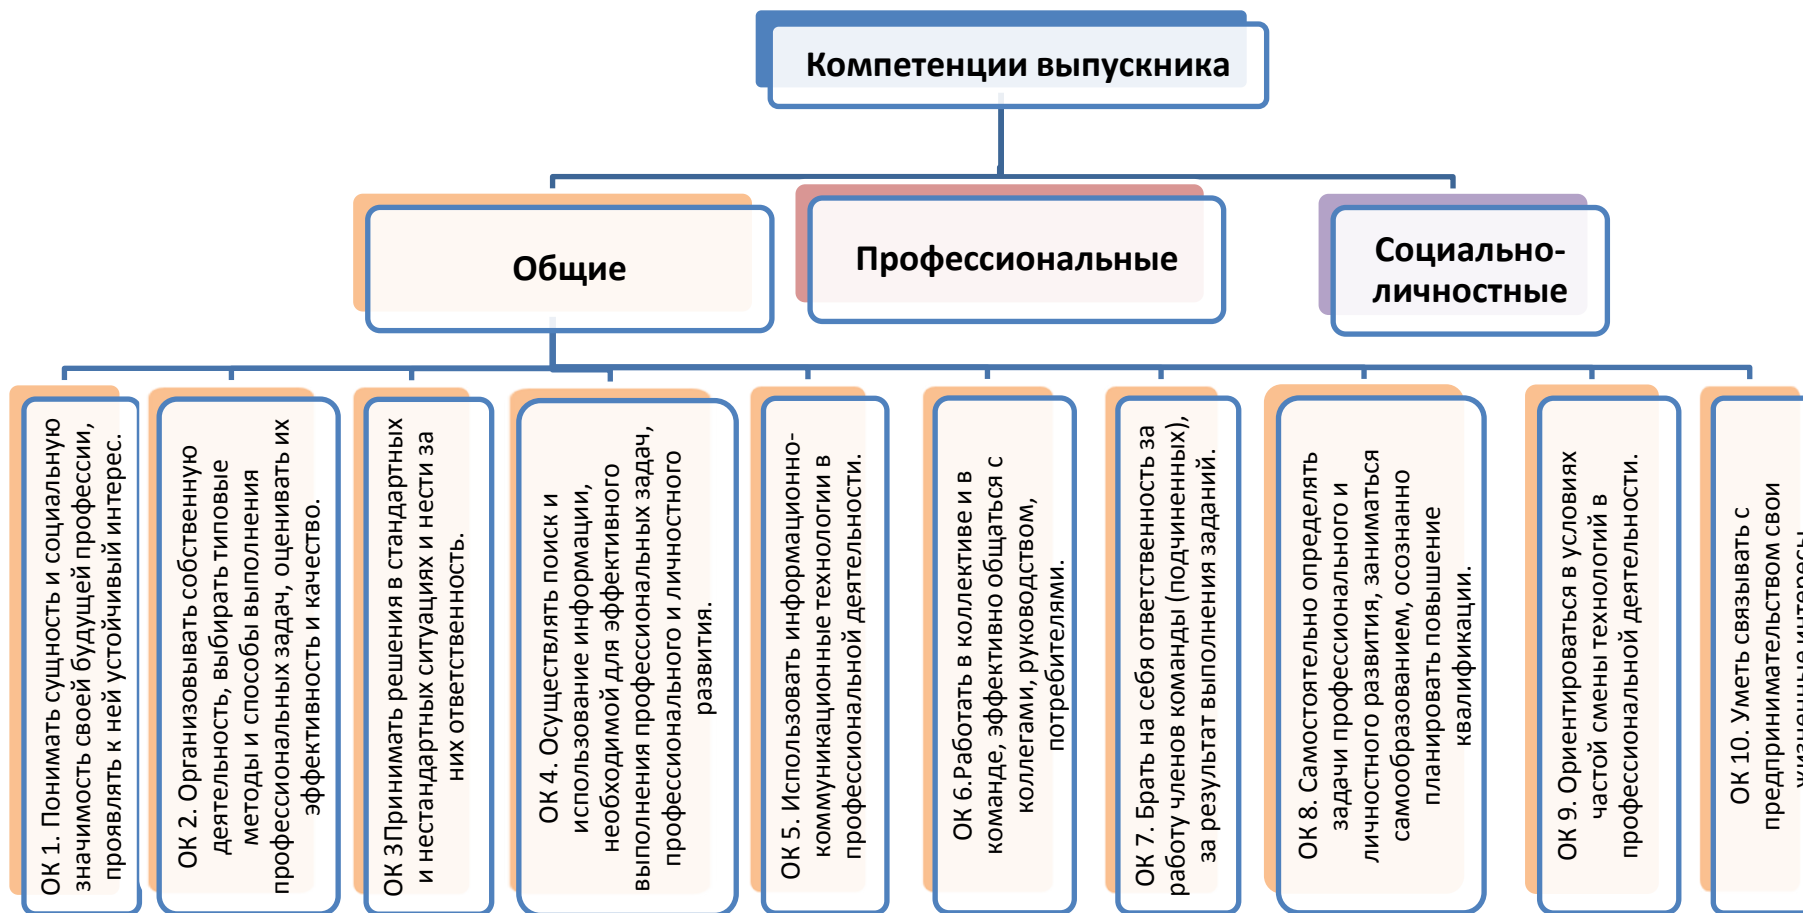 Компетенции выпускника
Общие
Профессиональные
Социально-
личностные
ОК 1. Понимать сущность и социальную
значимость своей будущей профессии,
проявлять к ней устойчивый интерес.
ОК 2. Организовывать собственную
деятельность, выбирать типовые
методы и способы выполнения
профессиональных задач, оценивать их
эффективность и качество.
ОК 3Принимать решения в стандартных
и нестандартных ситуациях и нести за
них ответственность.
ОК 4. Осуществлять поиск и
использование информации,
необходимой для эффективного
выполнения профессиональных задач,
профессионального и личностного
развития.
ОК 5. Использовать информационно-
коммуникационные технологии в
профессиональной деятельности.
ОК 6.Работать в коллективе и в
команде, эффективно общаться с
коллегами, руководством,
потребителями.
ОК 7. Брать на себя ответственность за
работу членов команды (подчиненных),
за результат выполнения заданий.
ОК 8. Самостоятельно определять
задачи профессионального и
личностного развития, заниматься
самообразованием, осознанно
планировать повышение
квалификации.
ОК 9. Ориентироваться в условиях
частой смены технологий в
профессиональной деятельности.
ОК 10. Уметь связывать с
предпринимательством свои
жизненные интересы